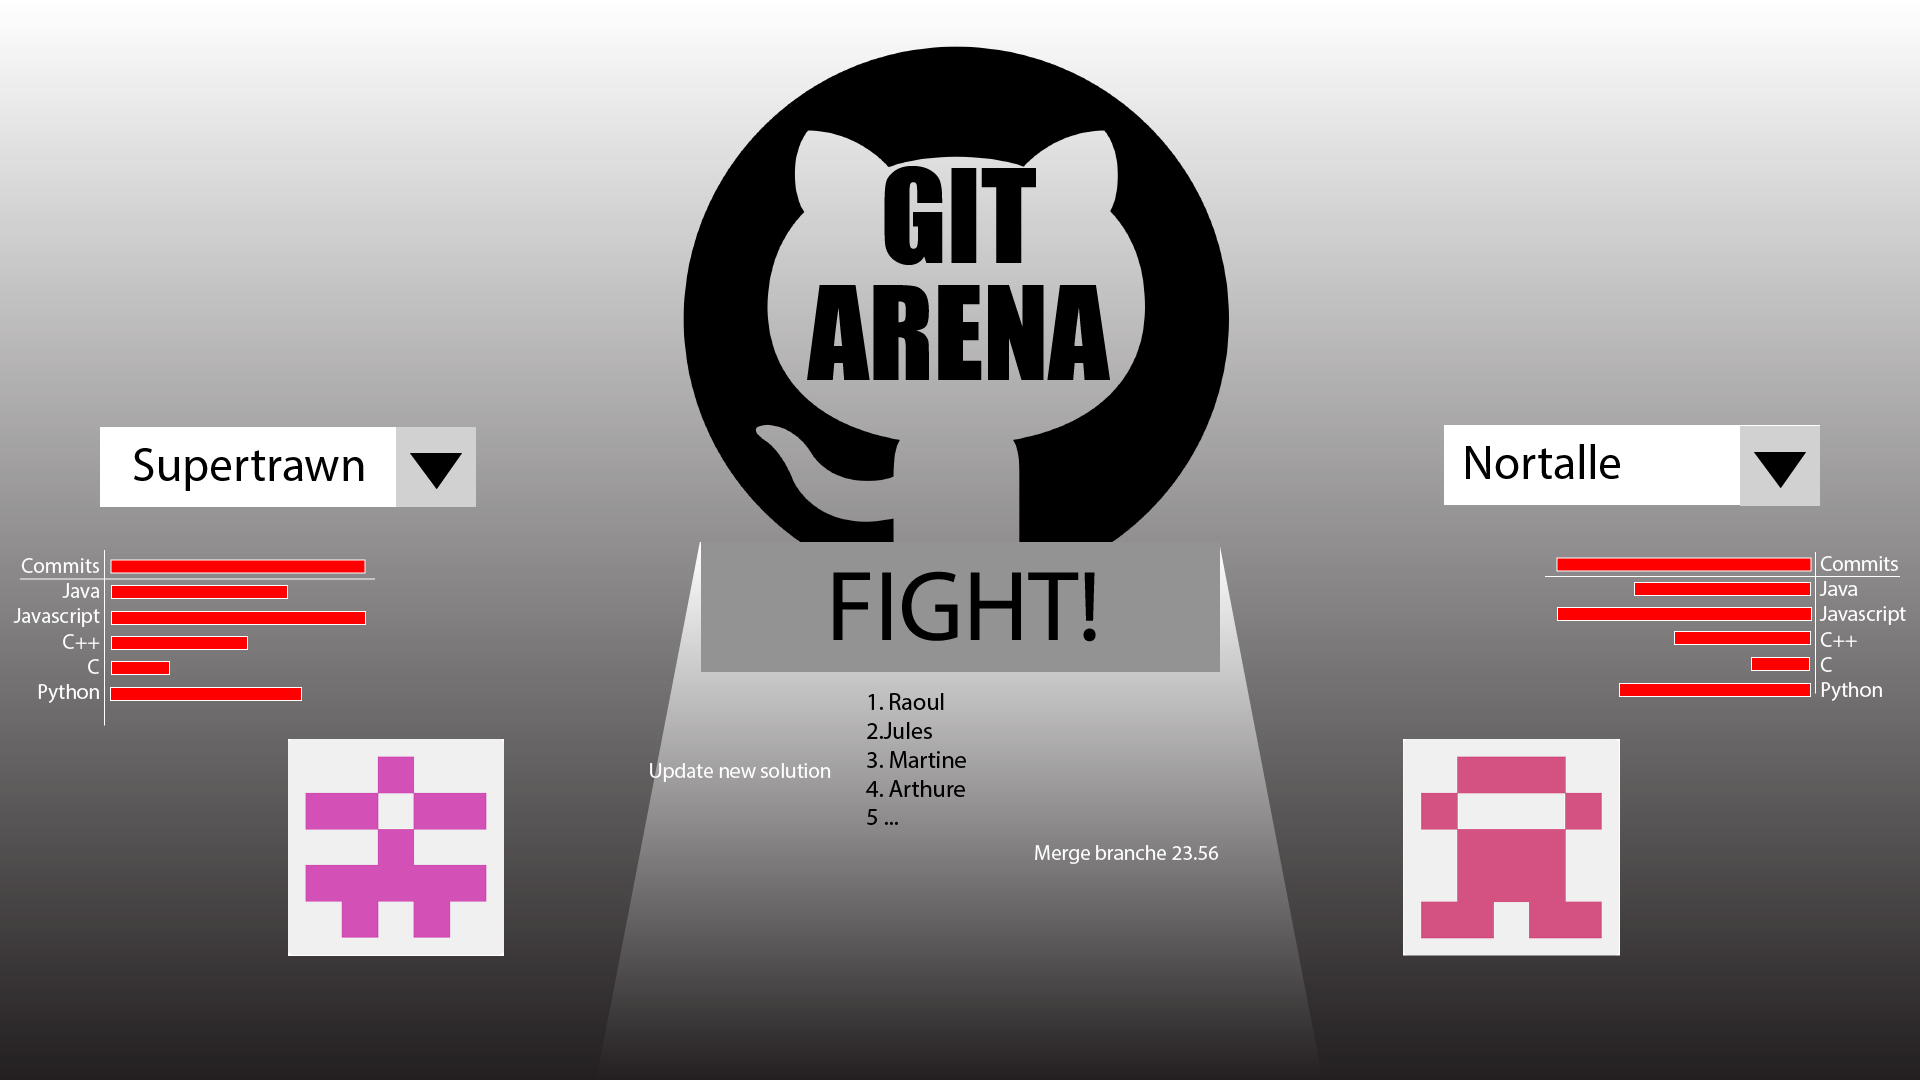 GIT
ARENA
Supertrawn
Nortalle
Commits
Java
Javascript
C++
C
Python
FIGHT!
1. Raoul
2.Jules
3. Martine
4. Arthure
5 ...
Update new solution
Merge branche 23.56
Commits
Java
Javascript
C++
C
Python